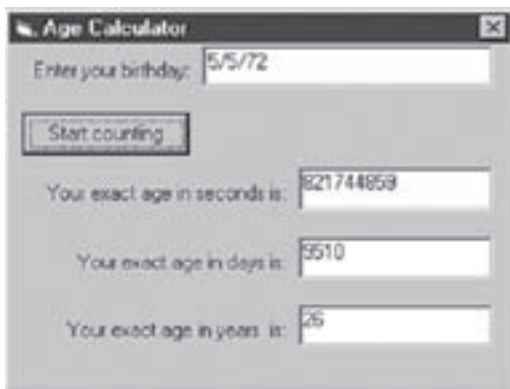 Age Calculator
Enter your birthday: 5/5/72
Start counting
Your exact age in seconds is: 821744859
Your exact age in days is: 9510
Your exact age in years is: 26